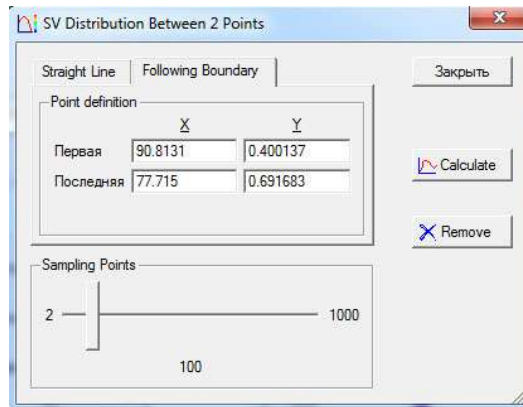 SV Distribution Between 2 Points
Straight Line Following Boundary Закрыть
Point definition
X Y
Первая 90.8131 0.400137
Calculate
Последняя 77.715 0.691683
Remove
Sampling Points
2 1000
100